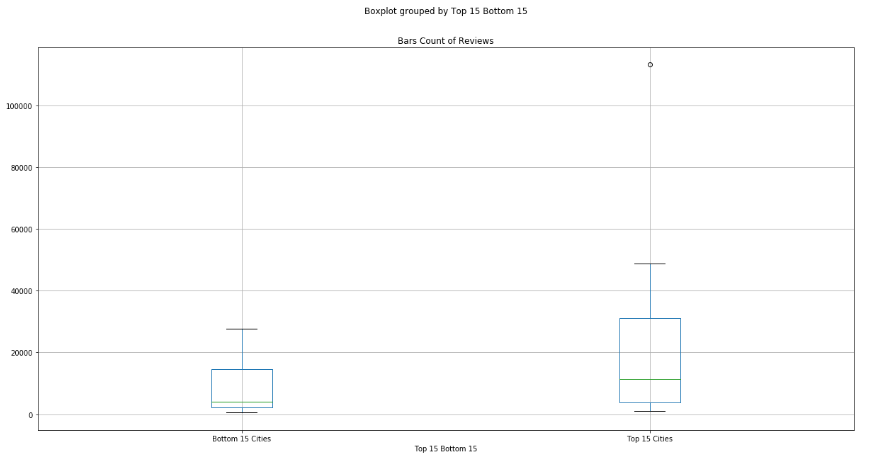 Boxplot grouped by Top 15 Bottom 15
Bars Count of Reviews
100000
80000
60000
40000
20000
0
Bottom 15 Cities Top 15 Cities
Top 15 Bottom 15